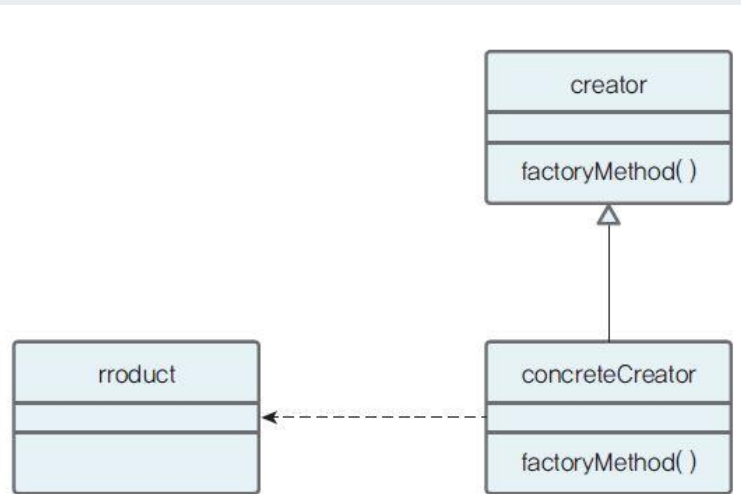 creator
factoryMethod( )
rroduct
concreteCreator
factoryMethod( )